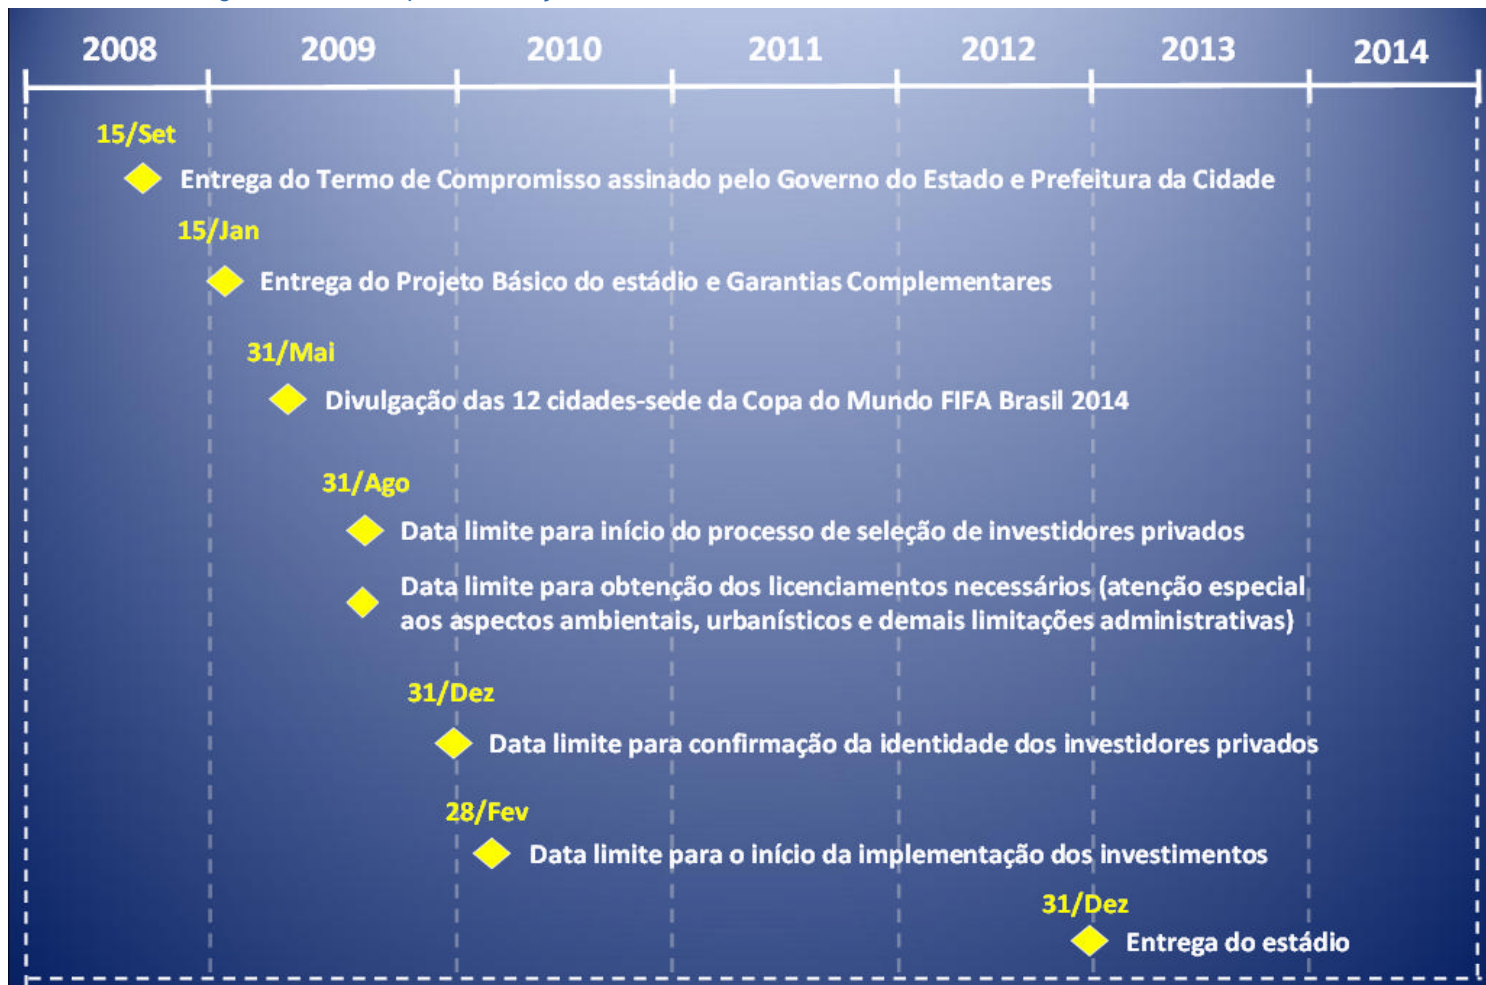 2008 2009 2010 2011 2012 2013 2014
15/Set
Entrega do Termo de Compromisso assinado pelo Governo do Estado e Prefeitura da Cidade
15/Jan
Entrega do Projeto Básico do estádio e Garantias Complementares
31/Mai
Divulgação das 12 cidades-sede da Copa do Mundo FIFA Brasil 2014
31/Ago
Data limite para início do processo de seleção de investidores privados
Data limite para obtenção dos licenciamentos necessários (atenção especial
aos aspectos ambientais, urbanísticos e demais limitações administrativas)
31/Dez
Data limite para confirmação da identidade dos investidores privados
28/Fev
Data limite para o início da implementação dos investimentos
31/Dez
Entrega do estádio